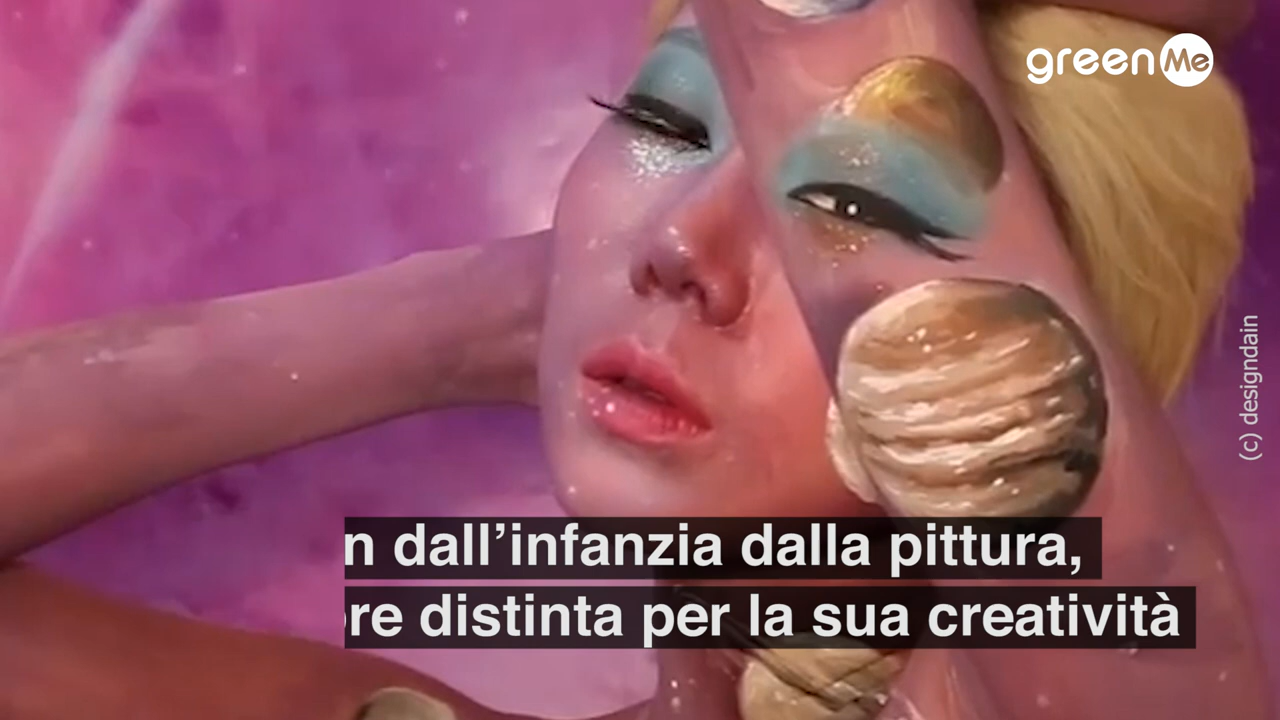 greenMe
n dall’infanzia dalla pittura,
re distinta per la sua creatività
(c) designdain